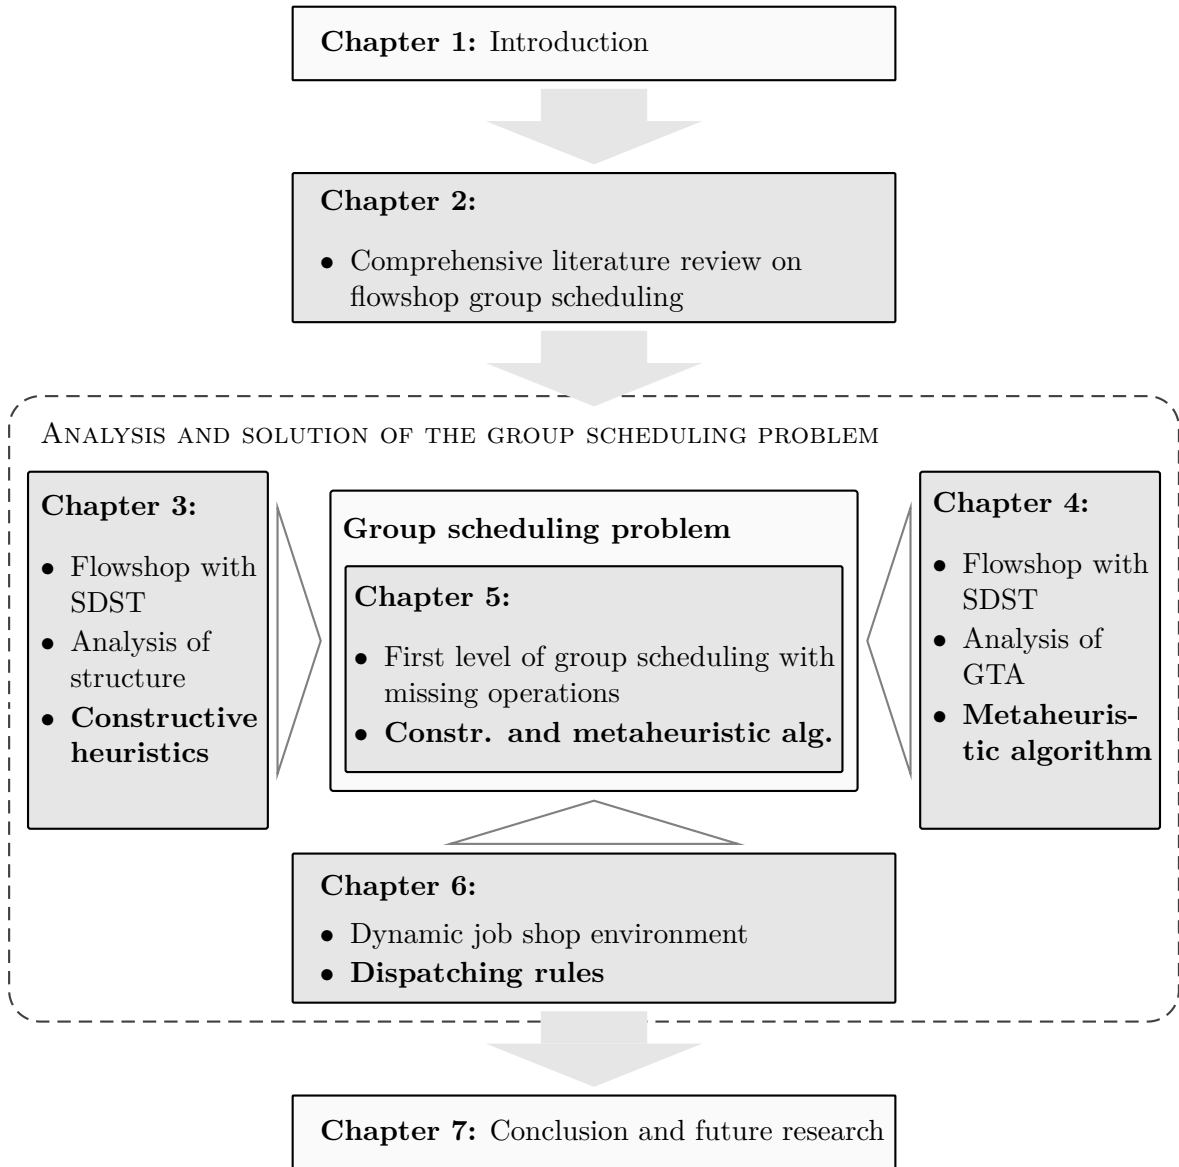 Chapter 1: Introduction
Chapter 2:
• Comprehensive literature review on
flowshop group scheduling
Analysis and solution of the group scheduling problem
Chapter 3:
• Flowshop with
SDST
• Analysis of
structure
• Constructive
heuristics
Group scheduling problem
Chapter 5:
• First level of group scheduling with
missing operations
• Constr. and metaheuristic alg.
Chapter 4:
• Flowshop with
SDST
• Analysis of
GTA
• Metaheuris-
tic algorithm
Chapter 6:
• Dynamic job shop environment
• Dispatching rules
Chapter 7: Conclusion and future research